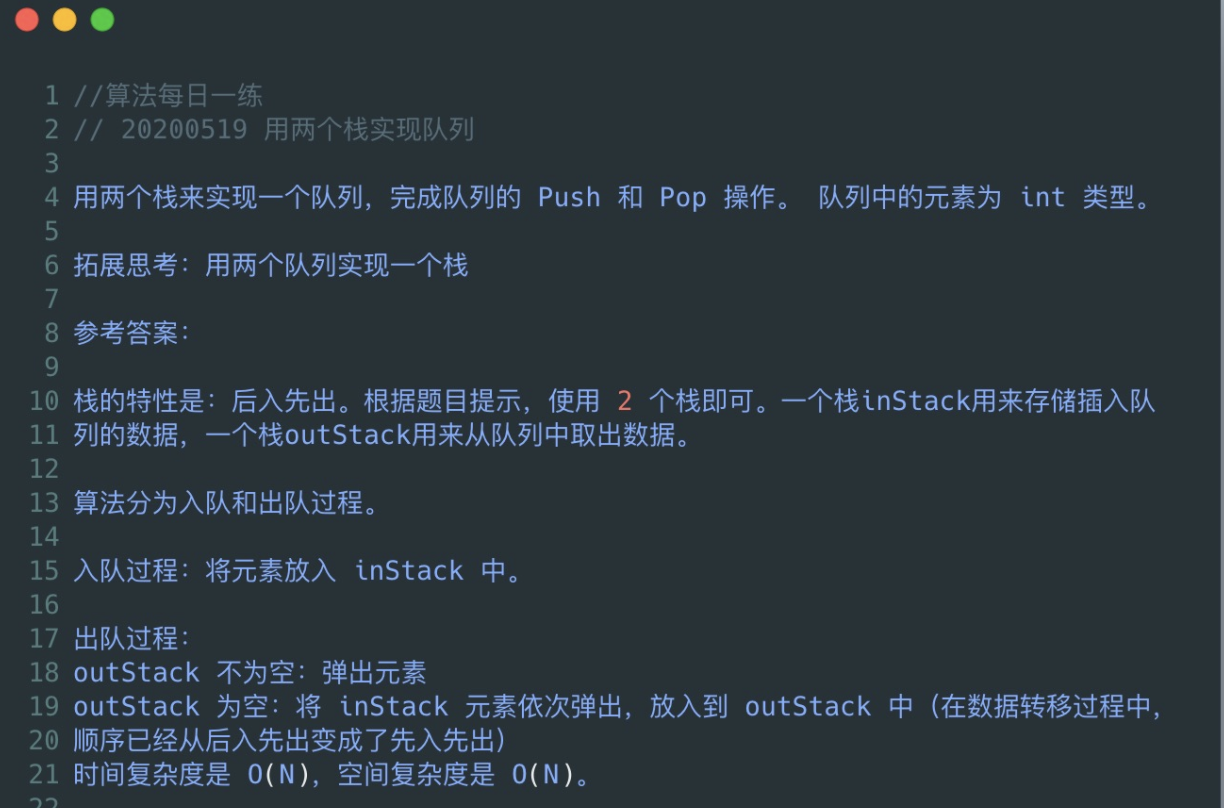 1 //算法每日一练
2 // 20200519 用两个栈实现队列
3
4 用两个栈来实现一个队列，完成队列的 Push 和 Pop 操作。 队列中的元素为 int 类型。
5
6 拓展思考：用两个队列实现一个栈
7
8 参考答案：
9
10 栈的特性是：后入先出。根据题目提示，使用 2 个栈即可。一个栈inStack用来存储插入队
11 列的数据，一个栈outStack用来从队列中取出数据。
12
13 算法分为入队和出队过程。
14
15 入队过程：将元素放入 inStack 中。
16
17 出队过程：
18 outStack 不为空：弹出元素
19 outStack 为空：将 inStack 元素依次弹出，放入到 outStack 中（在数据转移过程中，
20 顺序已经从后入先出变成了先入先出）
21 时间复杂度是 O(N)，空间复杂度是 O(N)。
22